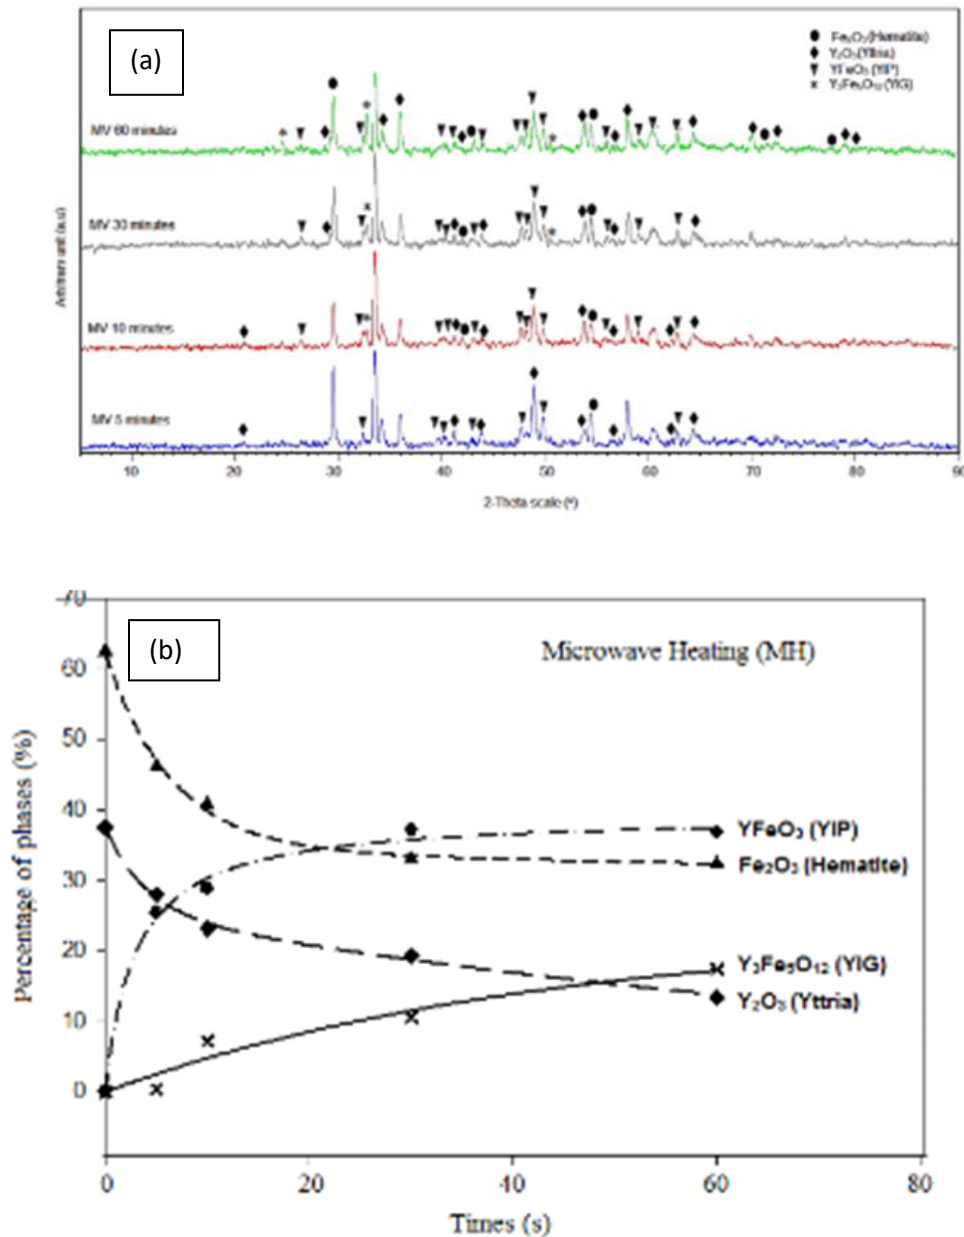 (a)
Fe₂O₃(Hematite)
Y₂O₃(Yttria)
YFeO₃ (YIP)
Y₃Fe₅O₁₂ (YIG)
MV 60 minutes
MV 30 minutes
MV 10 minutes
MV 5 minutes
Arbitrary unit (a.u)
10 20 30 40 50 60 70 80 90
2-Theta scale (°)
(b)
Microwave Heating (MH)
70
60
50
40
30
20
10
0
Percentage of phases (%)
YFeO₃ (YIP)
Fe₂O₃ (Hematite)
Y₃Fe₅O₁₂ (YIG)
Y₂O₃ (Yttria)
0 20 40 60 80
Times (s)